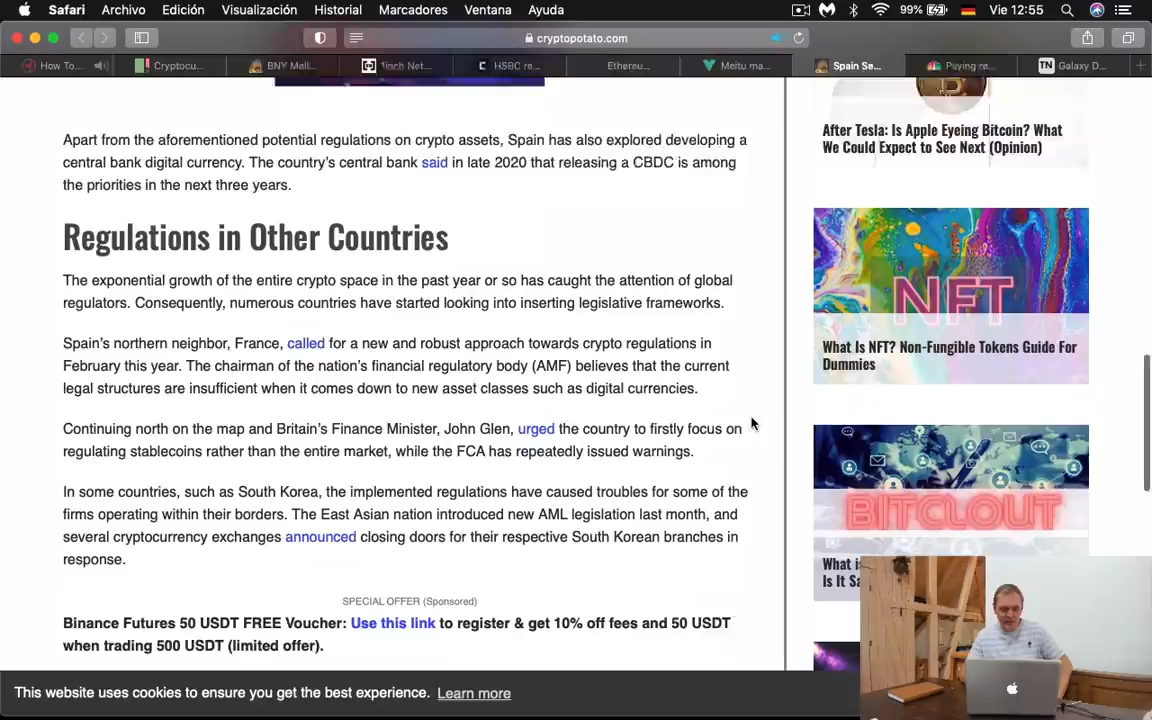 Safari Archivo Edición Visualización Historial Marcadores Ventana Ayuda 99% Vie 12:55
cryptopotato.com
How To... Cryptocu... BNY Mell... 1inch Net... HSBC re... Ethereu... Meitu ma... Spain Se... Paying re... Galaxy D...
Apart from the aforementioned potential regulations on crypto assets, Spain has also explored developing a
central bank digital currency. The country's central bank said in late 2020 that releasing a CBDC is among
the priorities in the next three years.
Regulations in Other Countries
The exponential growth of the entire crypto space in the past year or so has caught the attention of global
regulators. Consequently, numerous countries have started looking into inserting legislative frameworks.
Spain's northern neighbor, France, called for a new and robust approach towards crypto regulations in
February this year. The chairman of the nation's financial regulatory body (AMF) believes that the current
legal structures are insufficient when it comes down to new asset classes such as digital currencies.
Continuing north on the map and Britain's Finance Minister, John Glen, urged the country to firstly focus on
regulating stablecoins rather than the entire market, while the FCA has repeatedly issued warnings.
In some countries, such as South Korea, the implemented regulations have caused troubles for some of the
firms operating within their borders. The East Asian nation introduced new AML legislation last month, and
several cryptocurrency exchanges announced closing doors for their respective South Korean branches in
response.
SPECIAL OFFER (Sponsored)
Binance Futures 50 USDT FREE Voucher: Use this link to register & get 10% off fees and 50 USDT
when trading 500 USDT (limited offer).
After Tesla: Is Apple Eyeing Bitcoin? What
We Could Expect to See Next (Opinion)
NFT
What Is NFT? Non-Fungible Tokens Guide For
Dummies
BITCLOUT
What i
Is It Sa
This website uses cookies to ensure you get the best experience. Learn more